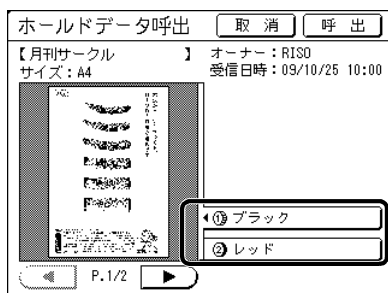 ホールドデータ呼出
取 消
呼 出
【月刊サークル 】
サイズ：A4
オーナー：RISO
受信日時：09/10/25 10:00
① ブラック
② レッド
P.1/2